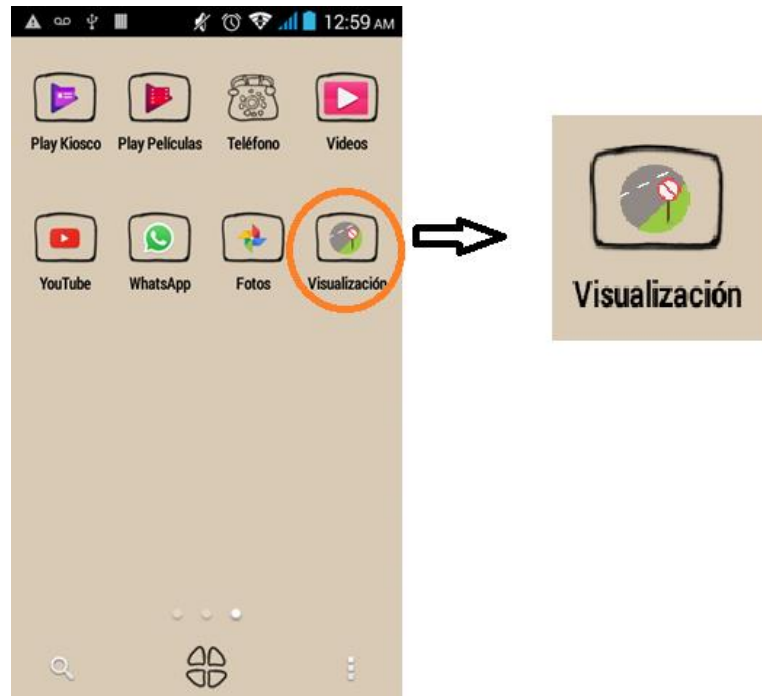 12:59 AM
Play Kiosco Play Películas Teléfono Videos
YouTube WhatsApp Fotos Visualización
Visualización